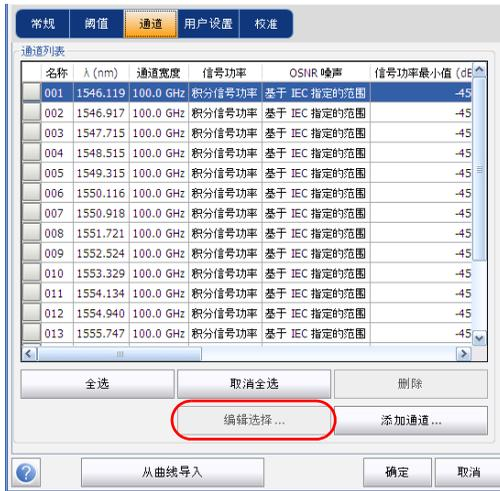 常规 阈值 通道 用户设置 校准
通道列表
名称 λ (nm) 通道宽度 信号功率 OSNR 噪声 信号功率最小值 (dB
001 1546.119 100.0 GHz 积分信号功率 基于 IEC 指定的范围 -45
002 1546.917 100.0 GHz 积分信号功率 基于 IEC 指定的范围 -45
003 1547.715 100.0 GHz 积分信号功率 基于 IEC 指定的范围 -45
004 1548.515 100.0 GHz 积分信号功率 基于 IEC 指定的范围 -45
005 1549.315 100.0 GHz 积分信号功率 基于 IEC 指定的范围 -45
006 1550.116 100.0 GHz 积分信号功率 基于 IEC 指定的范围 -45
007 1550.918 100.0 GHz 积分信号功率 基于 IEC 指定的范围 -45
008 1551.721 100.0 GHz 积分信号功率 基于 IEC 指定的范围 -45
009 1552.524 100.0 GHz 积分信号功率 基于 IEC 指定的范围 -45
010 1553.329 100.0 GHz 积分信号功率 基于 IEC 指定的范围 -45
011 1554.134 100.0 GHz 积分信号功率 基于 IEC 指定的范围 -45
012 1554.940 100.0 GHz 积分信号功率 基于 IEC 指定的范围 -45
013 1555.747 100.0 GHz 积分信号功率 基于 IEC 指定的范围 -45
全选 取消全选 删除
编辑选择 ... 添加通道 ...
? 从曲线导入 确定 取消